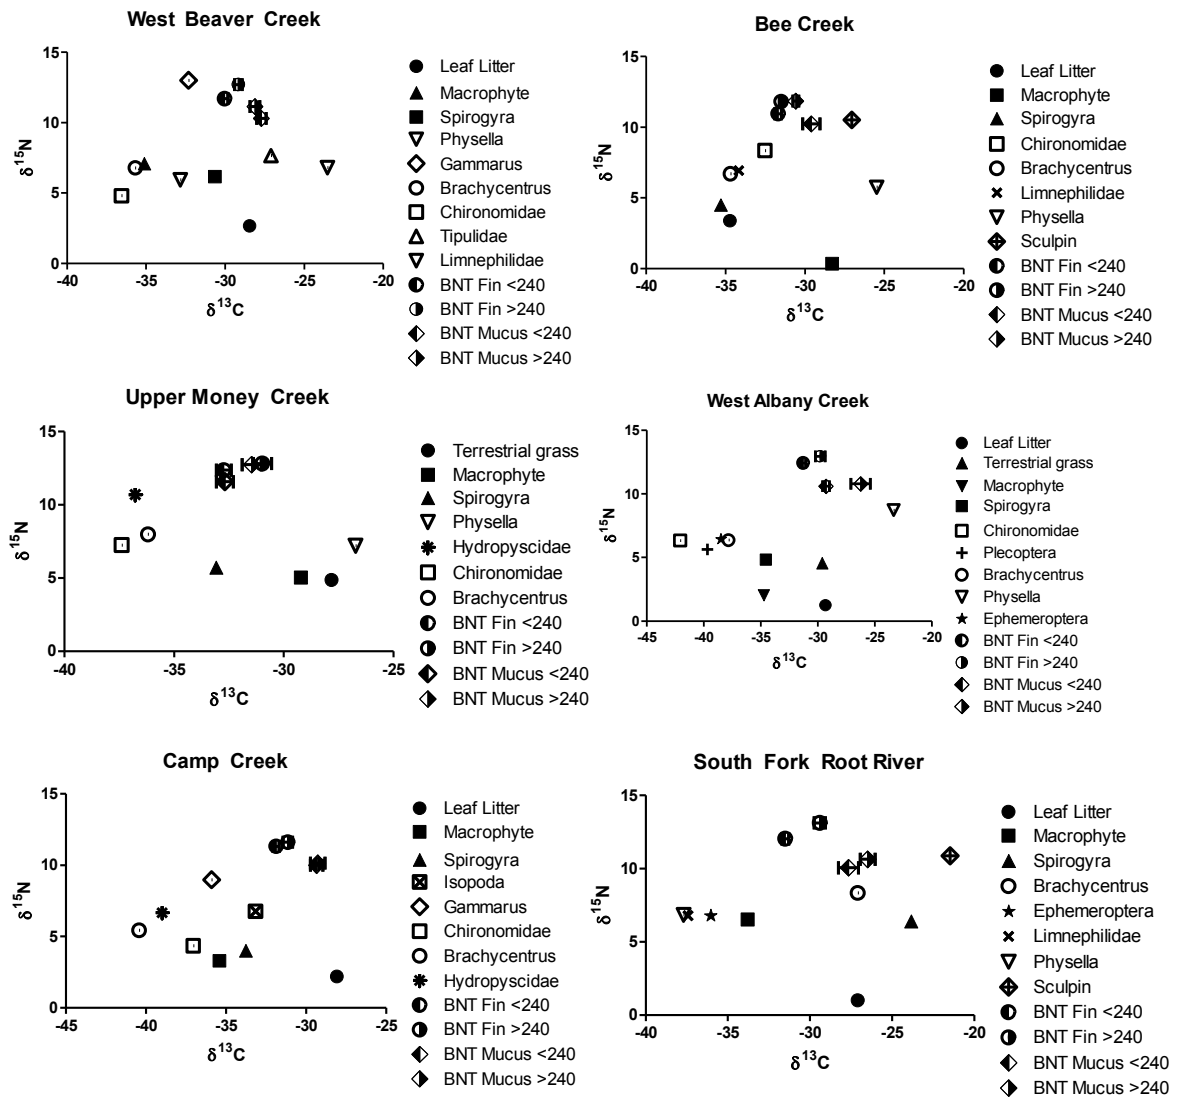 West Beaver Creek
15
10
5
0
-40
-35
-30
-25
-20
δ15N
δ13C
Leaf Litter
Macrophyte
Spirogyra
Physella
Gammarus
Brachycentrus
Chironomidae
Tipulidae
Limnephilidae
BNT Fin <240
BNT Fin >240
BNT Mucus <240
BNT Mucus >240
Bee Creek
15
10
5
0
-40
-35
-30
-25
-20
δ15N
δ13C
Leaf Litter
Macrophyte
Spirogyra
Chironomidae
Brachycentrus
Limnephilidae
Physella
Sculpin
BNT Fin <240
BNT Fin >240
BNT Mucus <240
BNT Mucus >240
Upper Money Creek
15
10
5
0
-40
-35
-30
-25
δ15N
δ13C
Terrestrial grass
Macrophyte
Spirogyra
Physella
Hydropyscidae
Chironomidae
Brachycentrus
BNT Fin <240
BNT Fin >240
BNT Mucus <240
BNT Mucus >240
West Albany Creek
15
10
5
0
-45
-40
-35
-30
-25
-20
δ15N
δ13C
Leaf Litter
Terrestrial grass
Macrophyte
Spirogyra
Chironomidae
Plecoptera
Brachycentrus
Physella
Ephemeroptera
BNT Fin <240
BNT Fin >240
BNT Mucus <240
BNT Mucus >240
Camp Creek
15
10
5
0
-45
-40
-35
-30
-25
δ15N
δ13C
Leaf Litter
Macrophyte
Spirogyra
Isopoda
Gammarus
Chironomidae
Brachycentrus
Hydropyscidae
BNT Fin <240
BNT Fin >240
BNT Mucus <240
BNT Mucus >240
South Fork Root River
15
10
5
0
-40
-35
-30
-25
-20
δ15N
δ13C
Leaf Litter
Macrophyte
Spirogyra
Brachycentrus
Ephemeroptera
Limnephilidae
Physella
Sculpin
BNT Fin <240
BNT Fin >240
BNT Mucus <240
BNT Mucus >240